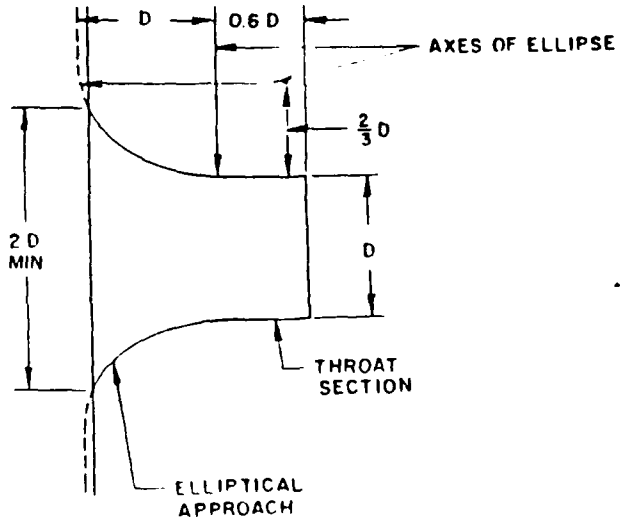 D
0.6 D
AXES OF ELLIPSE
2/3 D
2 D
MIN
D
THROAT
SECTION
ELLIPTICAL
APPROACH